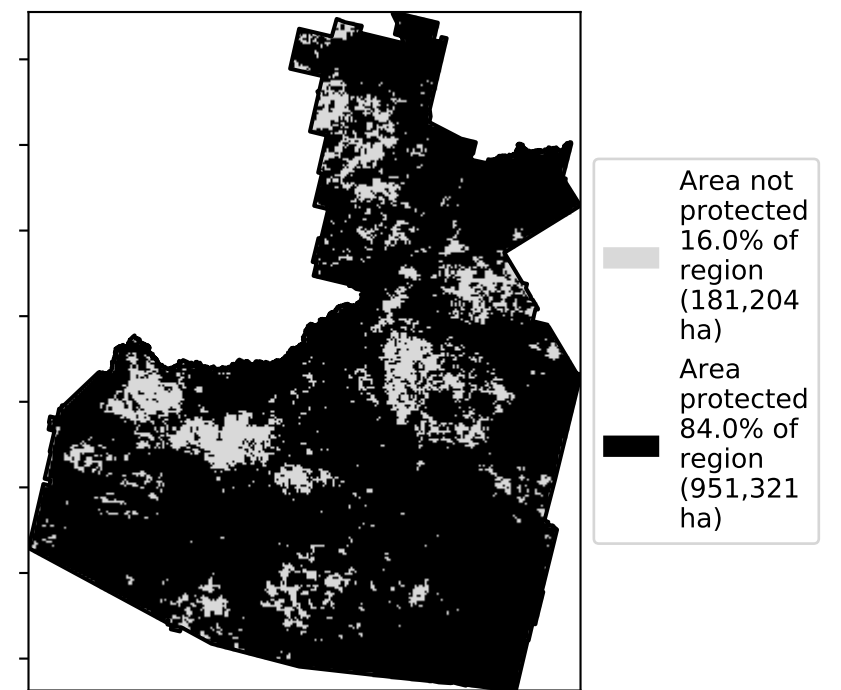 Area not
protected
16.0% of
region
(181,204
ha)
Area
protected
84.0% of
region
(951,321
ha)